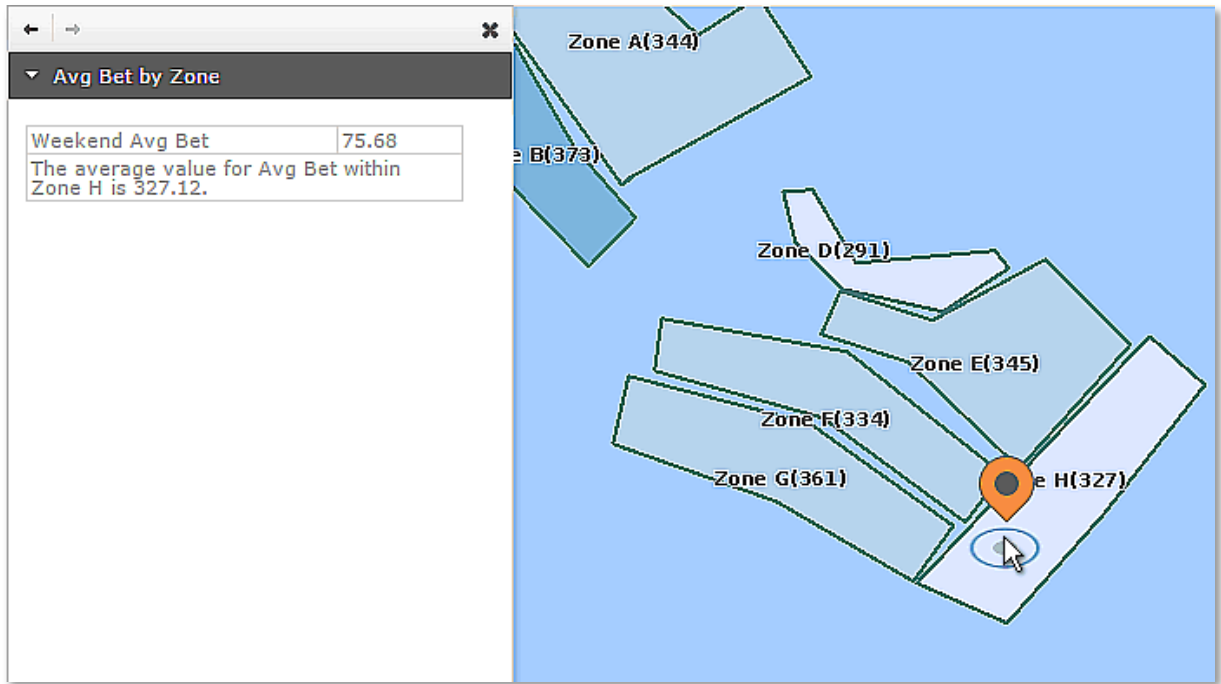 Avg Bet by Zone
Weekend Avg Bet 75.68
The average value for Avg Bet within
Zone H is 327.12.
Zone A(344)
e B(373)
Zone D(291)
Zone E(345)
Zone F(334)
Zone G(361)
e H(327)